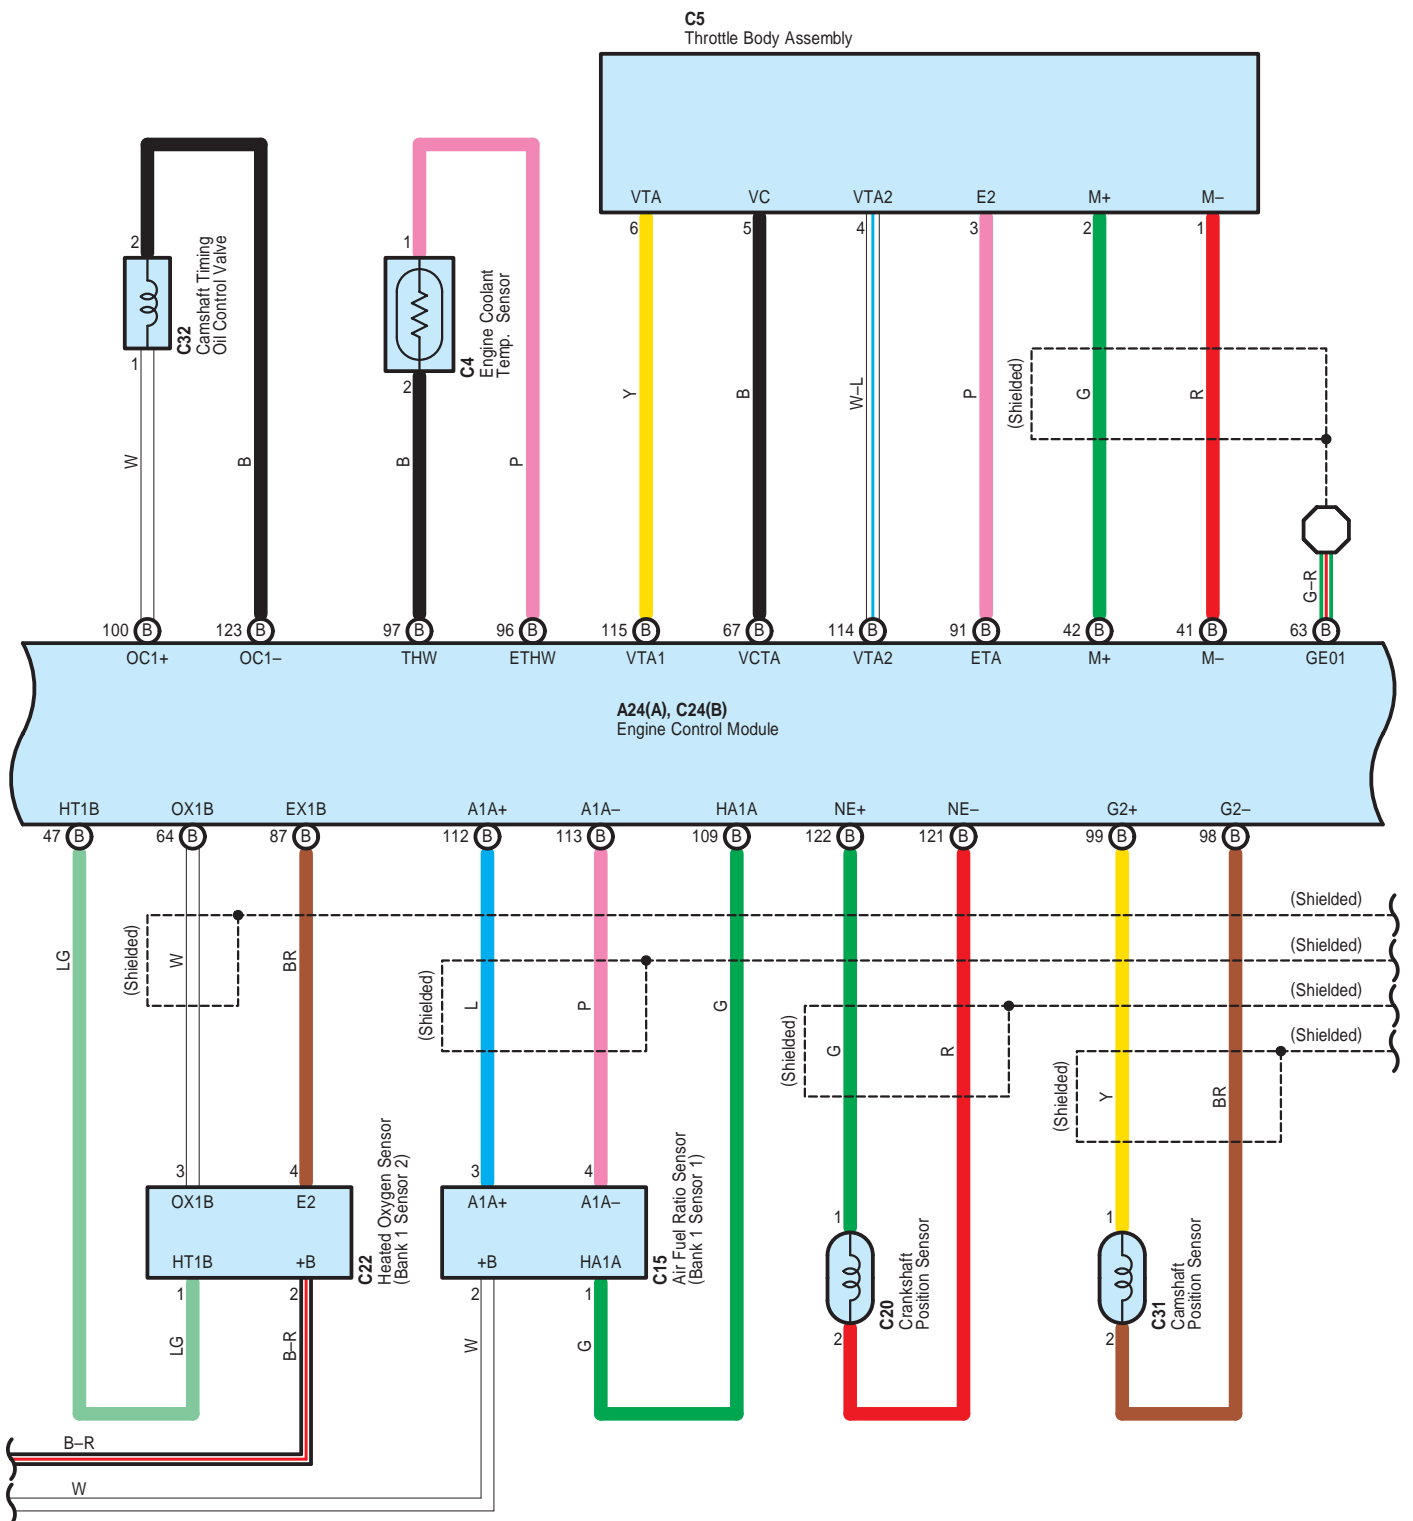 C5
Throttle Body Assembly
VTA VC VTA2 E2 M+ M–
6 5 4 3 2 1
2
C32
Camshaft Timing
Oil Control Valve
1
1
C4
Engine Coolant
Temp. Sensor
2
W B B P Y B W–L P G R
(Shielded)
G–R
100 B 123 B 97 B 96 B 115 B 67 B 114 B 91 B 42 B 41 B 63 B
OC1+ OC1– THW ETHW VTA1 VCTA VTA2 ETA M+ M– GE01
A24(A), C24(B)
Engine Control Module
HT1B OX1B EX1B A1A+ A1A– HA1A NE+ NE– G2+ G2–
47 B 64 B 87 B 112 B 113 B 109 B 122 B 121 B 99 B 98 B
(Shielded)
(Shielded)
(Shielded)
(Shielded)
LG
(Shielded)
W
BR
(Shielded)
L
P
G
(Shielded)
G
R
(Shielded)
Y
BR
3 4
OX1B E2
HT1B +B
1 2
C22
Heated Oxygen Sensor
(Bank 1 Sensor 2)
3 4
A1A+ A1A–
+B HA1A
2 1
C15
Air Fuel Ratio Sensor
(Bank 1 Sensor 1)
1
2
C20
Crankshaft
Position Sensor
1
2
C31
Camshaft
Position Sensor
LG B–R W G
B–R
W